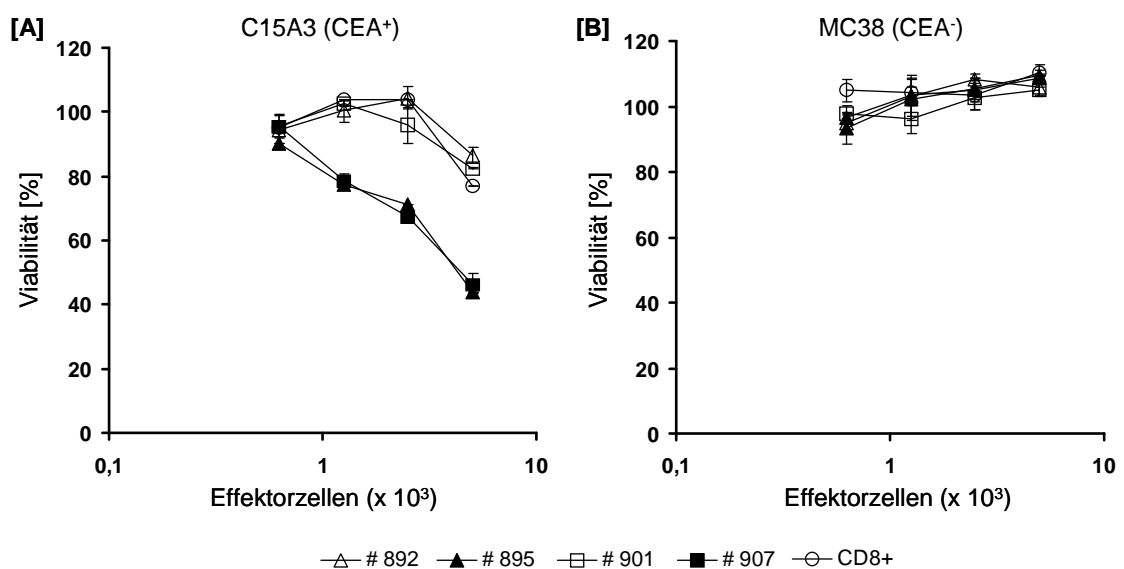 [A] C15A3 (CEA⁺)
120
100
80
60
40
20
0
0,1 1 10
Viabilität [%]
Effektorzellen (x 10³)
[B] MC38 (CEA⁻)
120
100
80
60
40
20
0
0,1 1 10
Viabilität [%]
Effektorzellen (x 10³)
# 892 # 895 # 901 # 907 CD8+